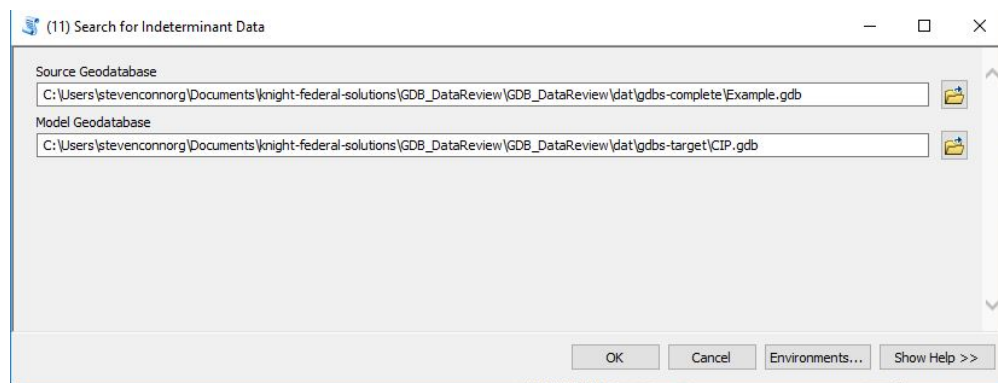 (11) Search for Indeterminant Data
Source Geodatabase
C:\Users\stevenconnorg\Documents\knight-federal-solutions\GDB_DataReview\GDB_DataReview\dat\gdbs-complete\Example.gdb
Model Geodatabase
C:\Users\stevenconnorg\Documents\knight-federal-solutions\GDB_DataReview\GDB_DataReview\dat\gdbs-target\CIP.gdb
OK Cancel Environments... Show Help >>